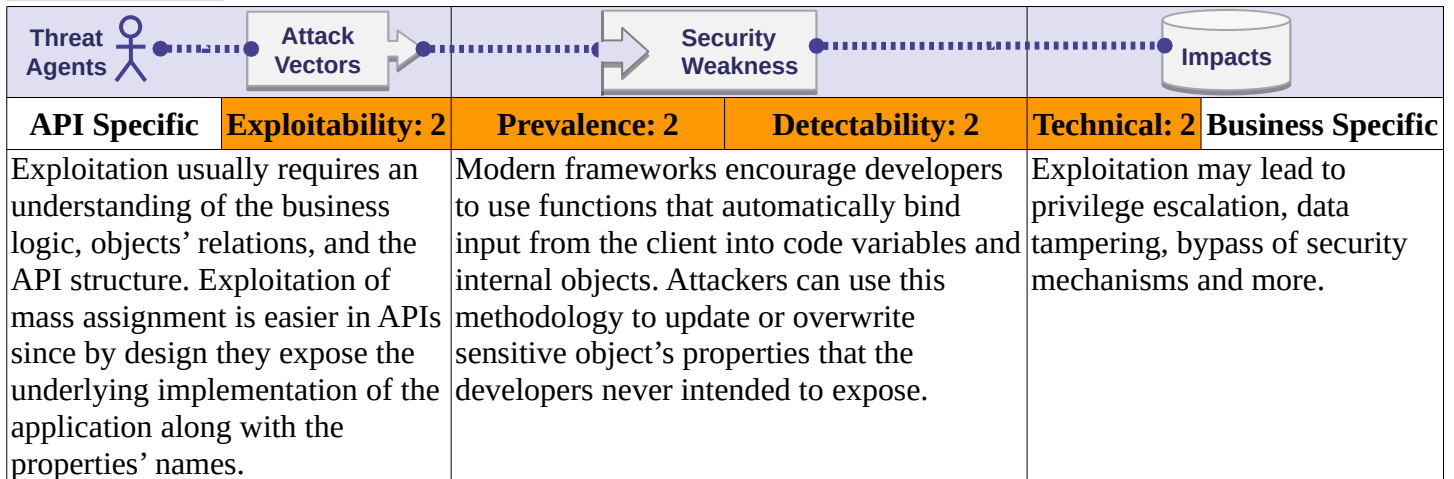 Threat
Agents
Attack
Vectors
Security
Weakness
Impacts
API Specific
Exploitability: 2
Prevalence: 2
Detectability: 2
Technical: 2
Business Specific
Exploitation usually requires an
understanding of the business
logic, objects’ relations, and the
API structure. Exploitation of
mass assignment is easier in APIs
since by design they expose the
underlying implementation of the
application along with the
properties’ names.
Modern frameworks encourage developers
to use functions that automatically bind
input from the client into code variables and
internal objects. Attackers can use this
methodology to update or overwrite
sensitive object’s properties that the
developers never intended to expose.
Exploitation may lead to
privilege escalation, data
tampering, bypass of security
mechanisms and more.